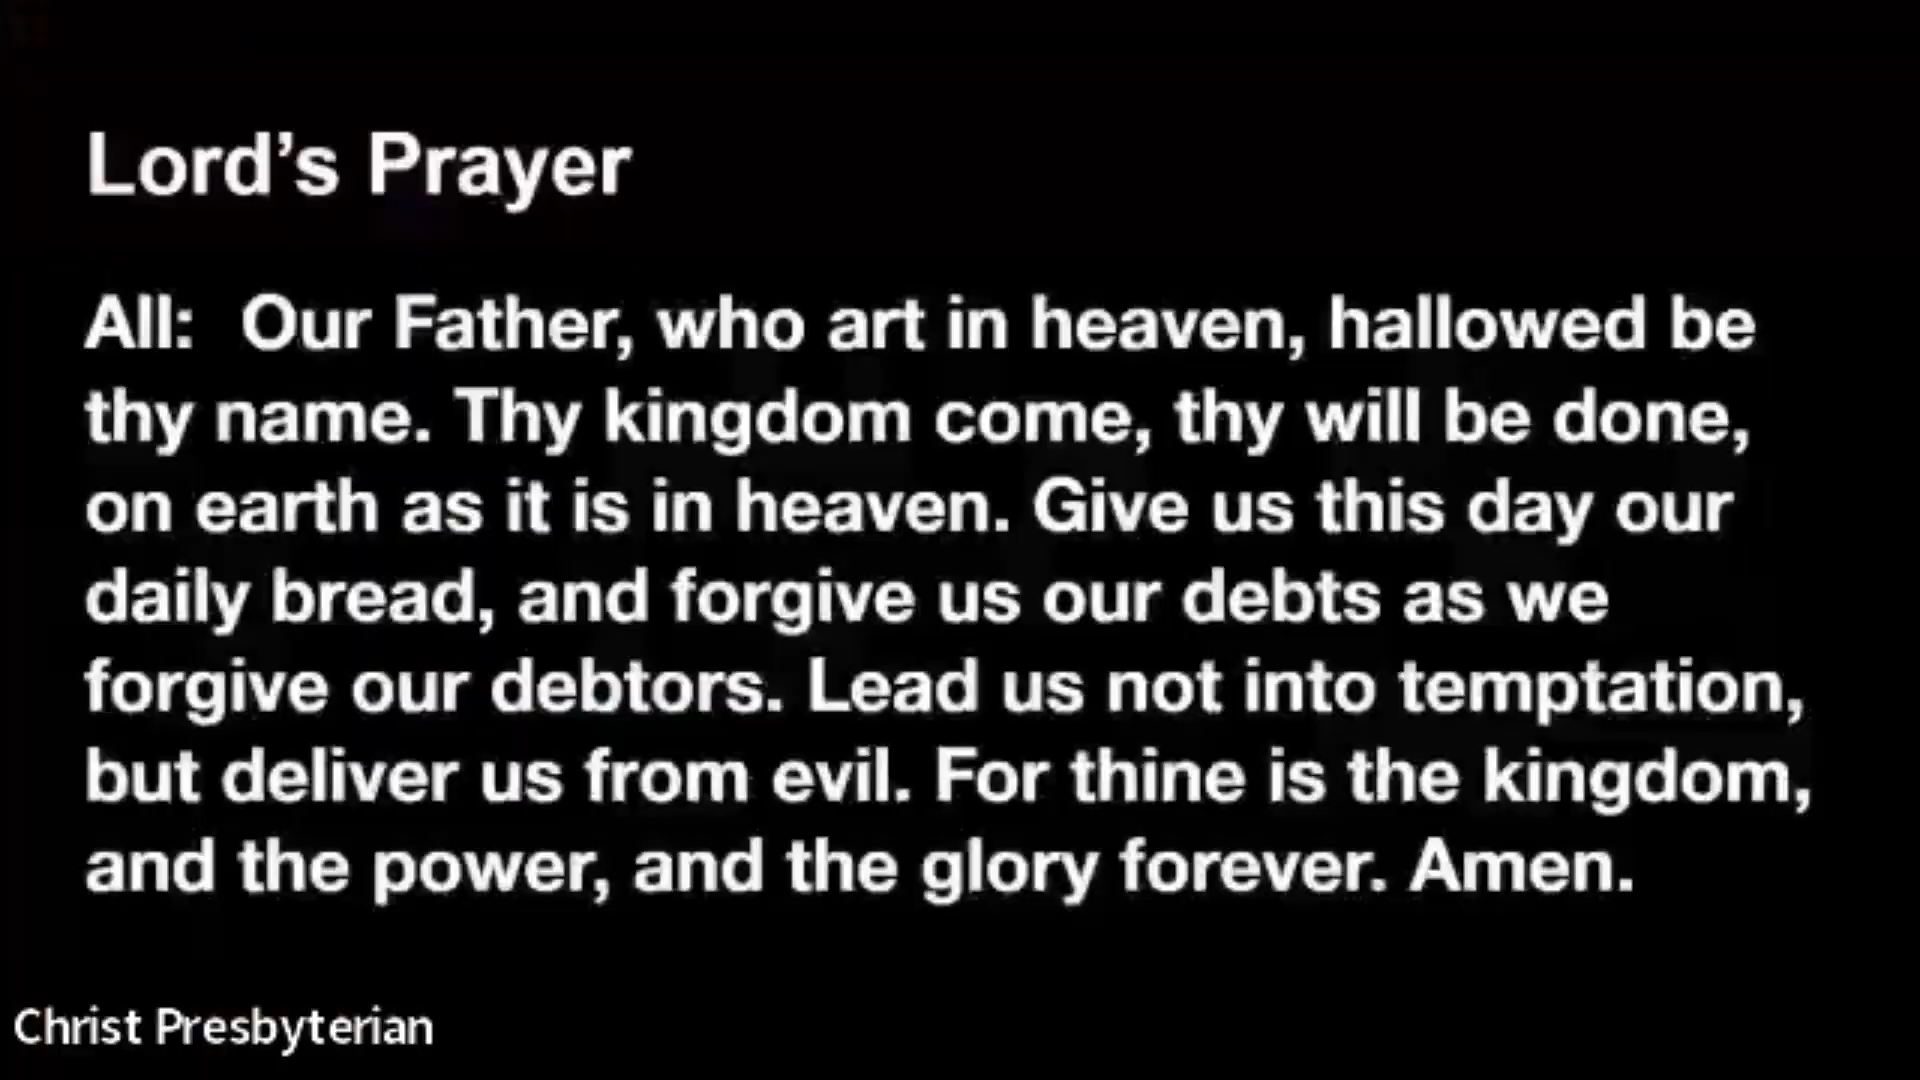 Lord’s Prayer
All: Our Father, who art in heaven, hallowed be
thy name. Thy kingdom come, thy will be done,
on earth as it is in heaven. Give us this day our
daily bread, and forgive us our debts as we
forgive our debtors. Lead us not into temptation,
but deliver us from evil. For thine is the kingdom,
and the power, and the glory forever. Amen.
Christ Presbyterian